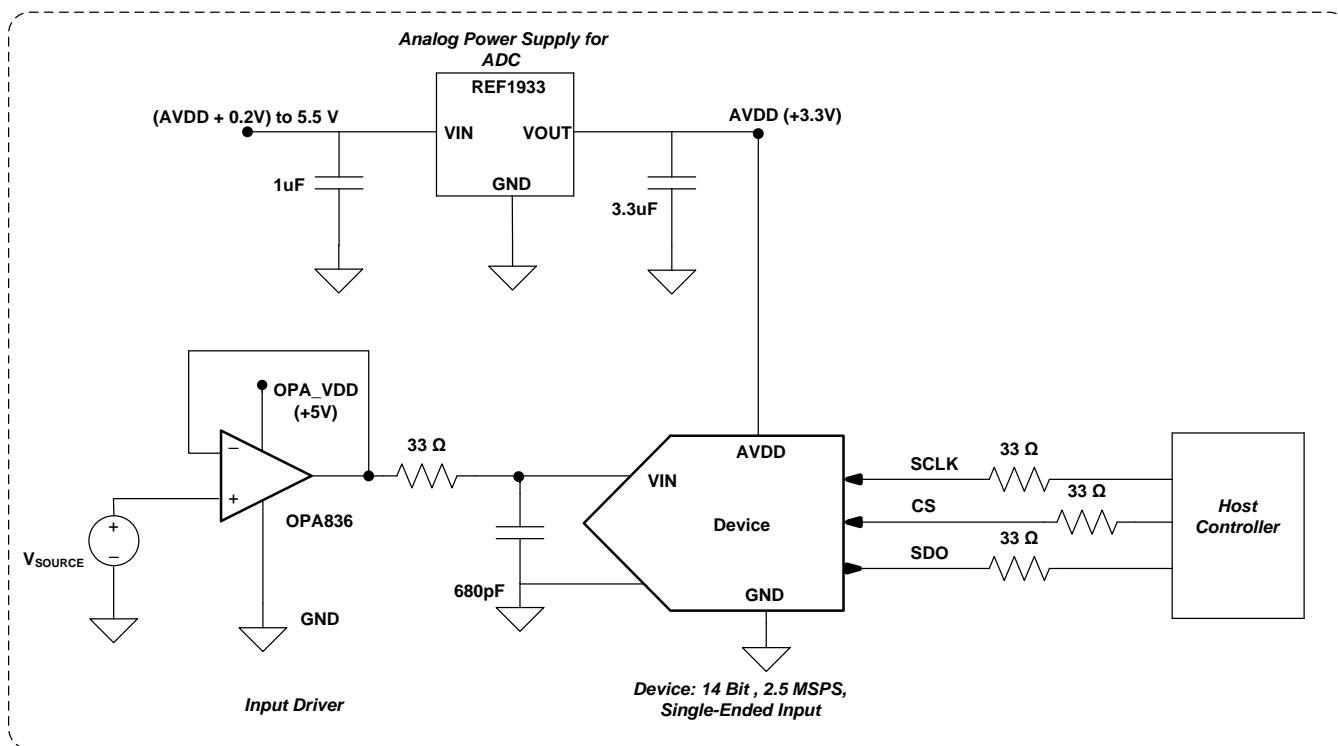 Analog Power Supply for
ADC
REF1933
(AVDD + 0.2V) to 5.5 V
VIN
VOUT
AVDD (+3.3V)
1uF
GND
3.3uF
OPA_VDD
(+5V)
33 Ω
−
+
OPA836
+
−
VSOURCE
GND
680pF
Input Driver
AVDD
VIN
Device
GND
Device: 14 Bit , 2.5 MSPS,
Single-Ended Input
SCLK
33 Ω
CS
33 Ω
SDO
33 Ω
Host
Controller